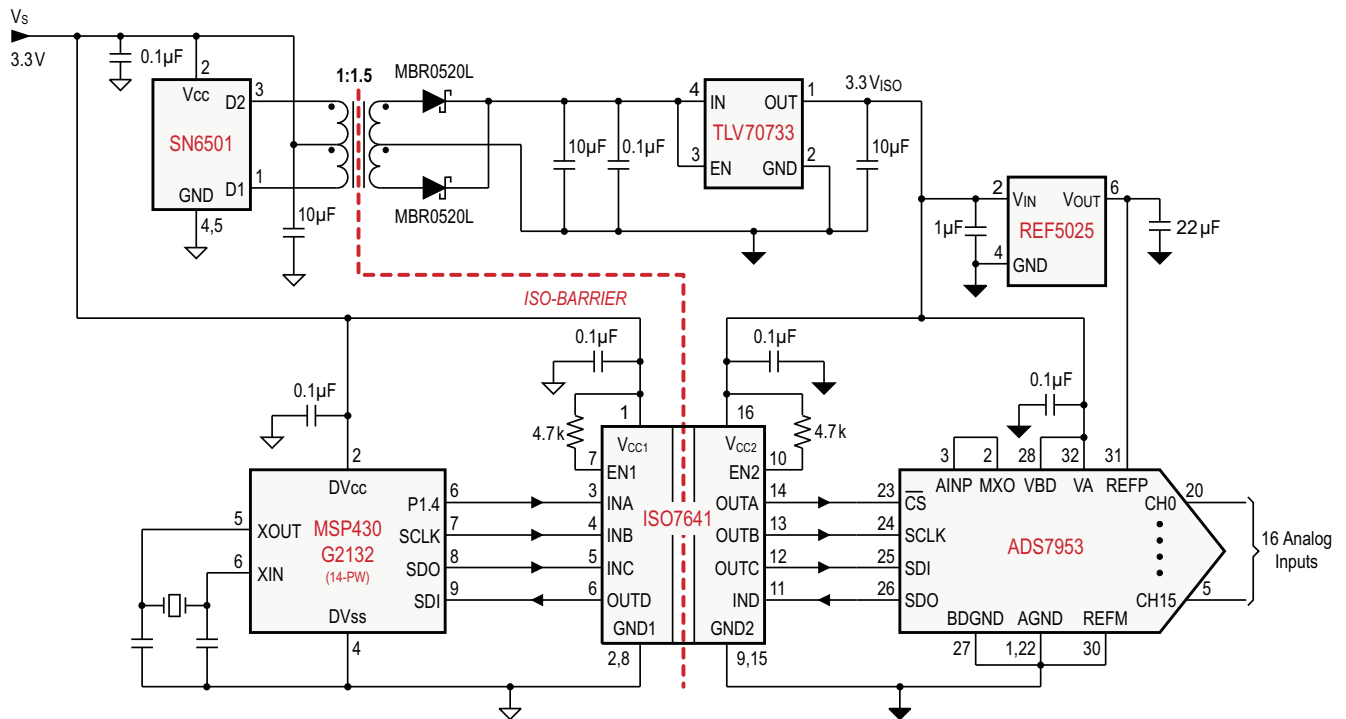 VS
3.3 V
0.1µF
2
Vcc
D2
3
SN6501
D1
1
GND
4,5
10µF
1:1.5
MBR0520L
MBR0520L
10µF
0.1µF
4
IN
OUT
1
TLV70733
3
EN
GND
2
3.3 VISO
10µF
2
VIN
VOUT
6
REF5025
1µF
4
GND
22µF
ISO-BARRIER
0.1µF
0.1µF
0.1µF
0.1µF
4.7k
1
16
4.7k
VCC1
VCC2
7
EN1
EN2
10
ISO7641
3
INA
OUTA
14
4
INB
OUTB
13
5
INC
OUTC
12
6
OUTD
IND
11
GND1
GND2
2,8
9,15
2
DVcc
5
XOUT
MSP430
G2132
(14-PW)
6
XIN
P1.4
6
SCLK
7
SDO
8
SDI
9
DVss
4
3
2
28
32
31
AINP
MXO
VBD
VA
REFP
23
CS
24
SCLK
25
SDI
26
SDO
ADS7953
CH0
20
CH15
5
16 Analog
Inputs
BDGND
AGND
REFM
27
1,22
30